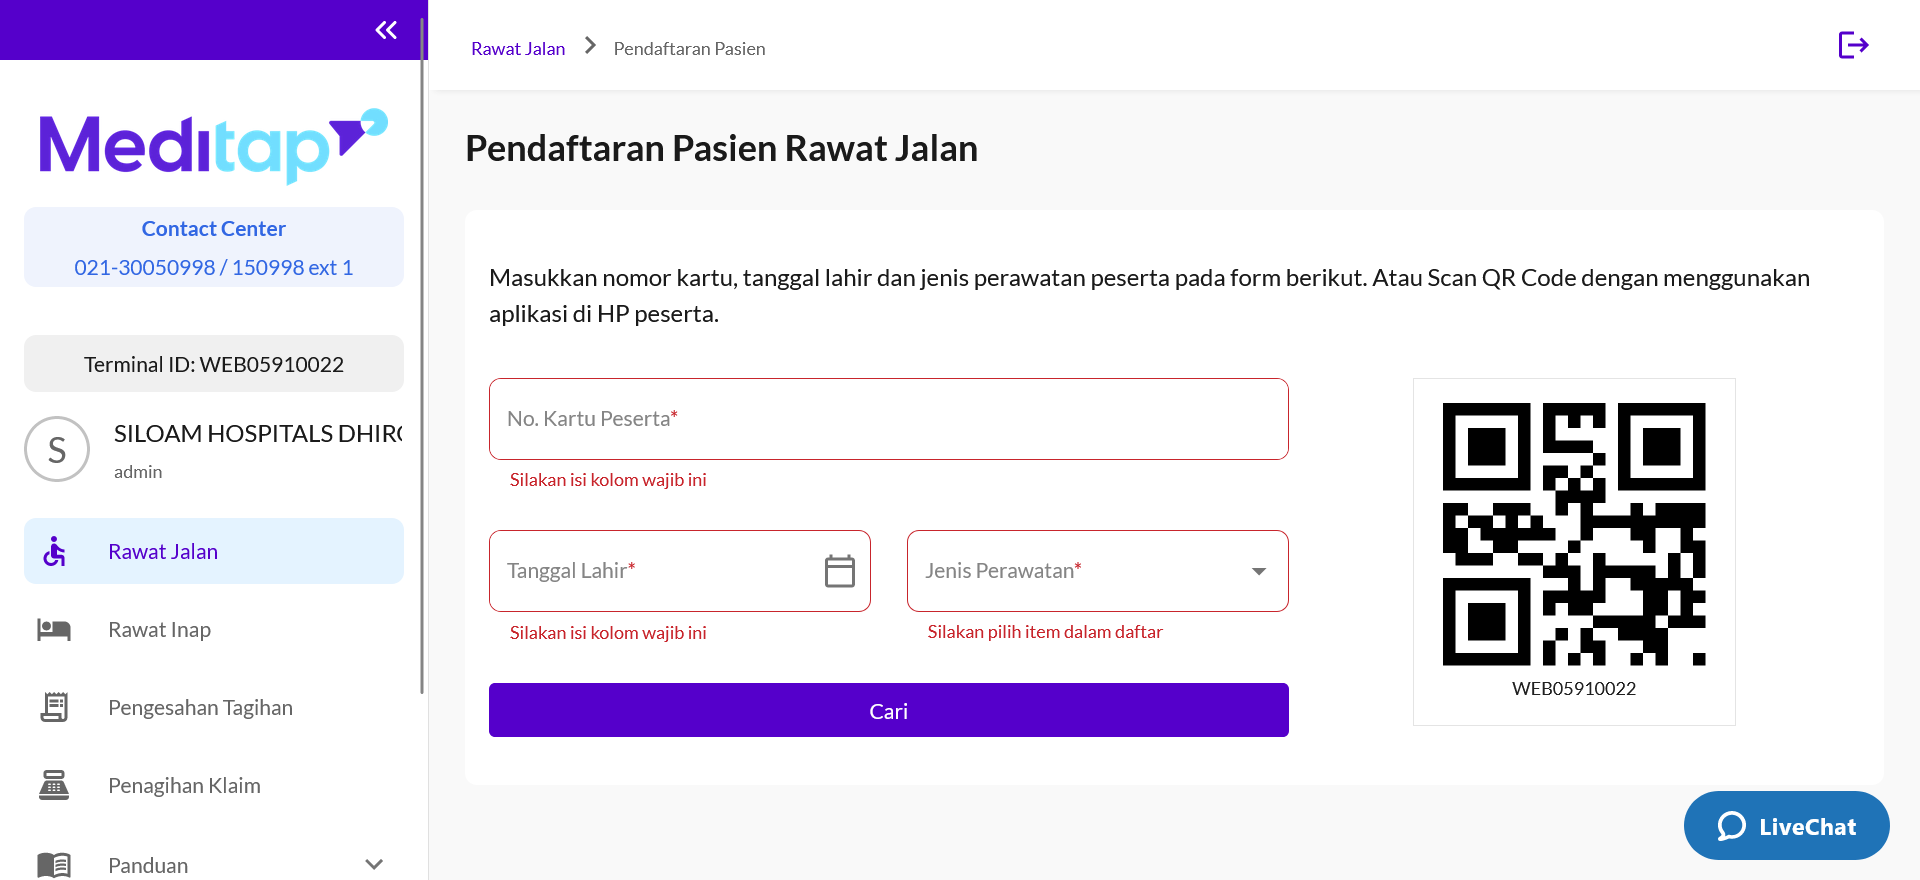 Meditap
Contact Center
021-30050998 / 150998 ext 1
Terminal ID: WEB05910022
S
SILOAM HOSPITALS DHIR
admin
Rawat Jalan
Rawat Inap
Pengesahan Tagihan
Penagihan Klaim
Panduan
Rawat Jalan > Pendaftaran Pasien
Pendaftaran Pasien Rawat Jalan
Masukkan nomor kartu, tanggal lahir dan jenis perawatan peserta pada form berikut. Atau Scan QR Code dengan menggunakan
aplikasi di HP peserta.
No. Kartu Peserta*
Silakan isi kolom wajib ini
Tanggal Lahir*
Silakan isi kolom wajib ini
Jenis Perawatan*
Silakan pilih item dalam daftar
Cari
WEB05910022
LiveChat